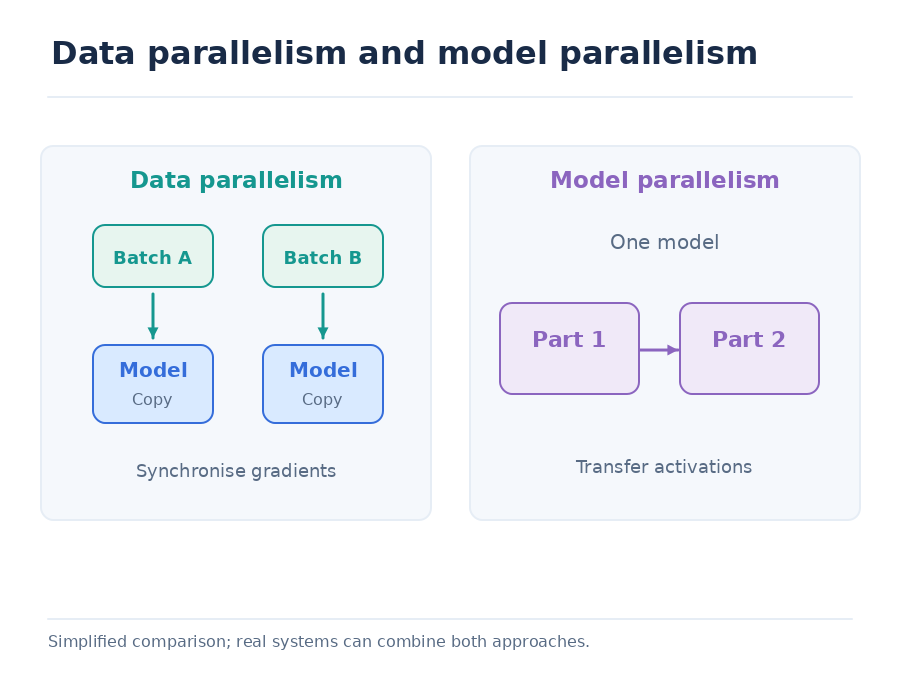 Data parallelism and model parallelism
Data parallelism
Batch A
Batch B
Model
Copy
Model
Copy
Synchronise gradients
Model parallelism
One model
Part 1
Part 2
Transfer activations
Simplified comparison; real systems can combine both approaches.